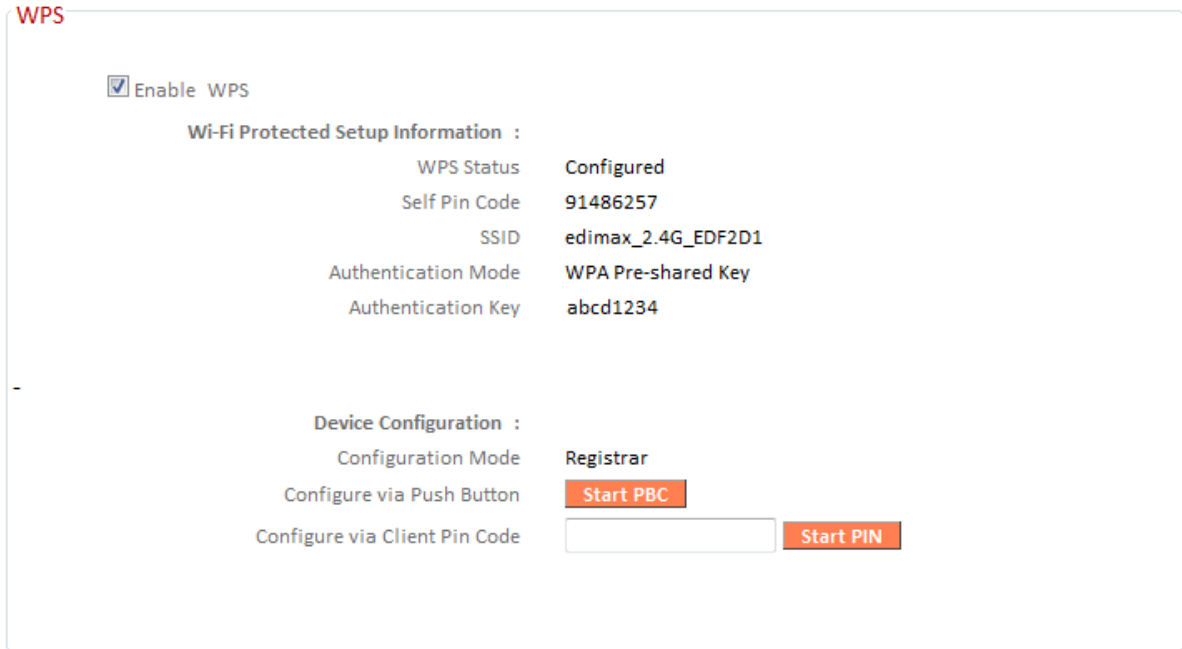 WPS
Enable WPS
Wi-Fi Protected Setup Information :
WPS Status Configured
Self Pin Code 91486257
SSID edimax_2.4G_EDF2D1
Authentication Mode WPA Pre-shared Key
Authentication Key abcd1234
-
Device Configuration :
Configuration Mode Registrar
Configure via Push Button Start PBC
Configure via Client Pin Code Start PIN